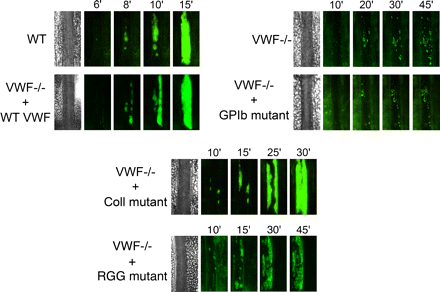 6' 8' 10' 15'
WT
VWF-/-
+
WT VWF
10' 20' 30' 45'
VWF-/-
VWF-/-
+
GPIb mutant
10' 15' 25' 30'
VWF-/-
+
Coll mutant
10' 15' 30' 45'
VWF-/-
+
RGG mutant